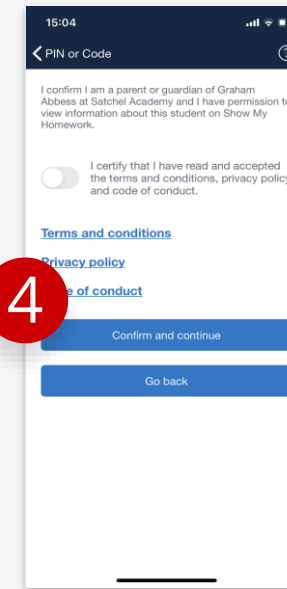 15:04
PIN or Code
I confirm I am a parent or guardian of Graham
Abbess at Satchel Academy and I have permission to
view information about this student on Show My
Homework.
I certify that I have read and accepted
the terms and conditions, privacy policy
and code of conduct.
Terms and conditions
Privacy policy
4
e of conduct
Confirm and continue
Go back